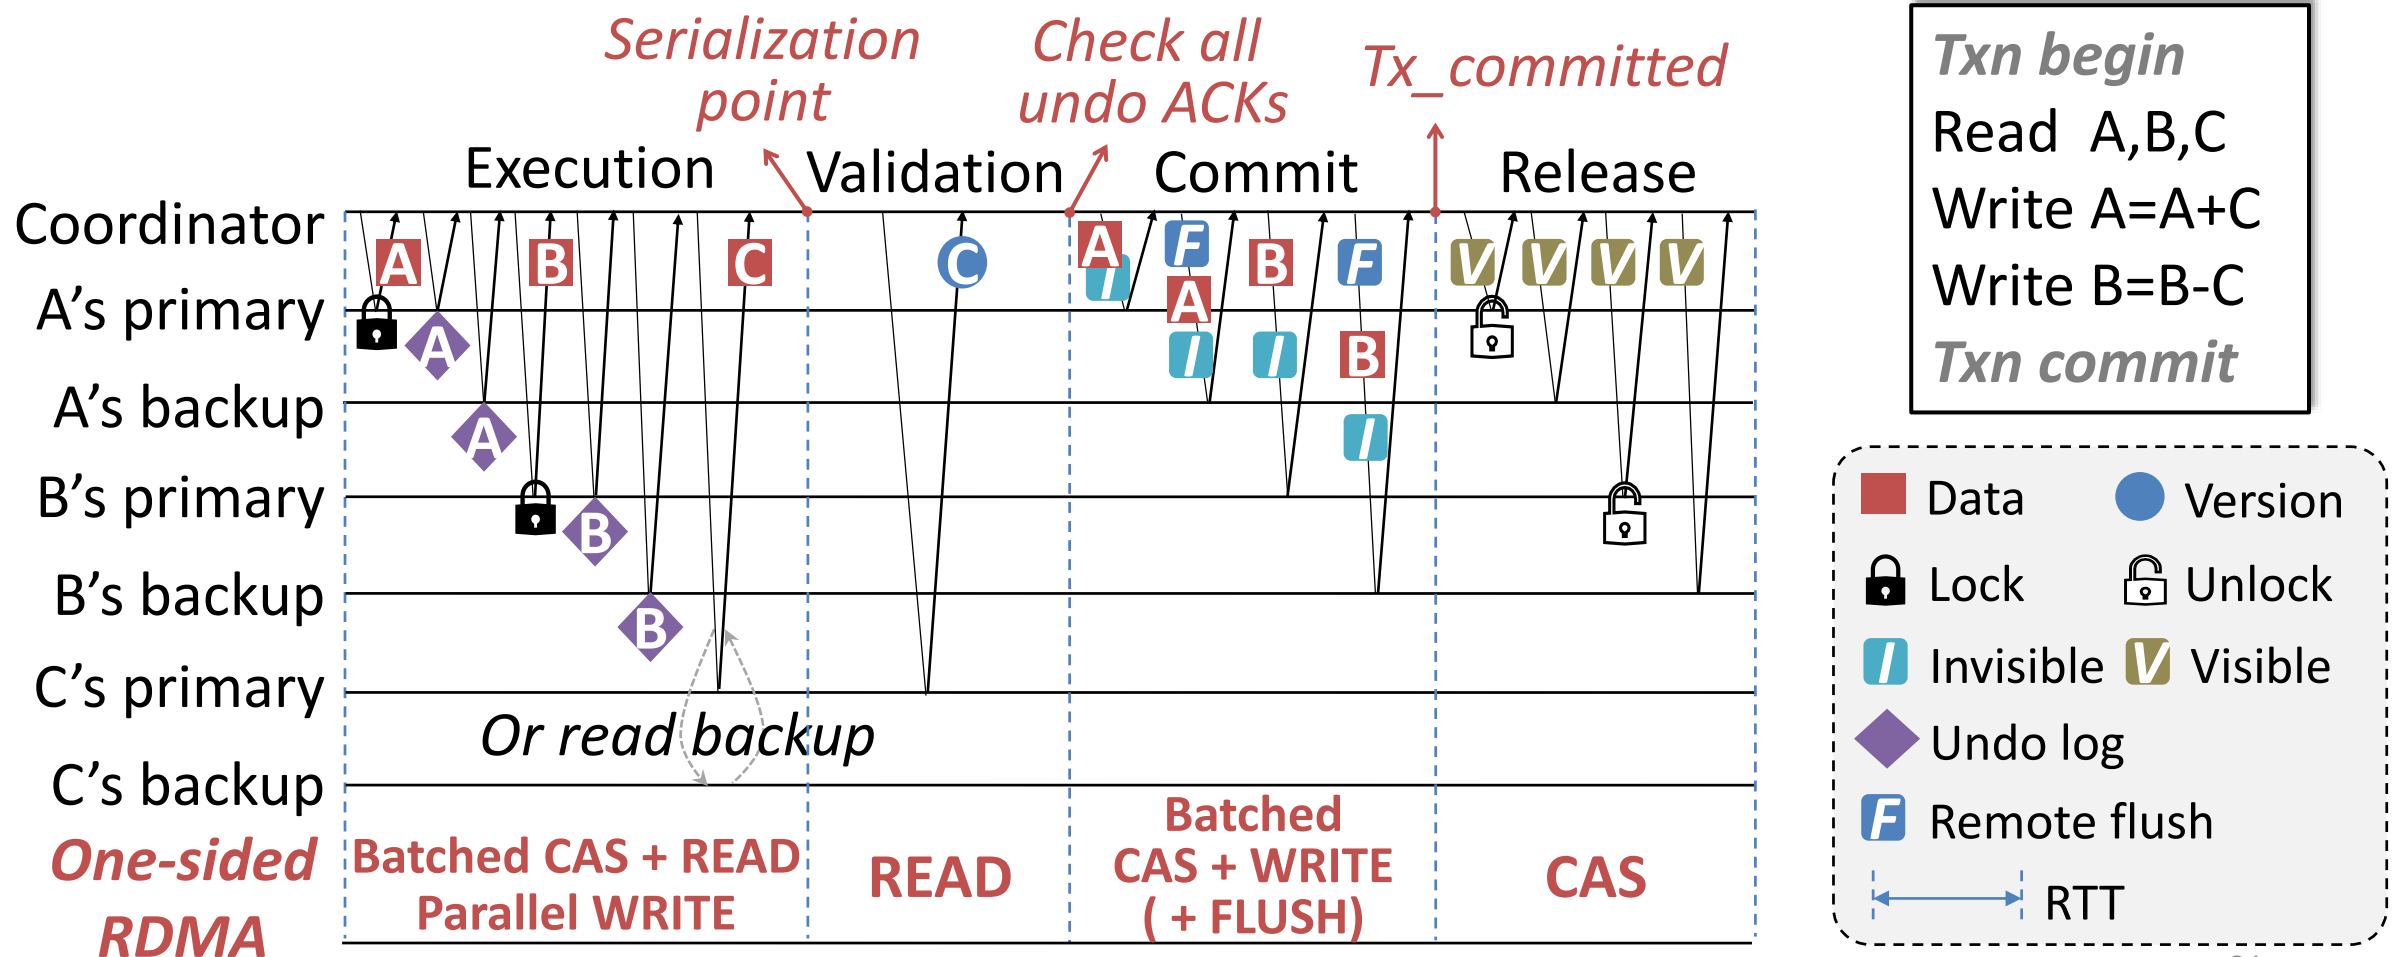 Serialization
point
Check all
undo ACKs
Tx_committed
Execution
Validation
Commit
Release
Coordinator
A's primary
A's backup
B's primary
B's backup
C's primary
C's backup
A
B
C
C
A
F
B
F
V
V
V
V
I
A
A
I
I
B
A
I
B
B
Or read backup
One-sided
RDMA
Batched CAS + READ
Parallel WRITE
READ
Batched
CAS + WRITE
( + FLUSH)
CAS
Txn begin
Read A,B,C
Write A=A+C
Write B=B-C
Txn commit
Data
Version
Lock
Unlock
I Invisible
V Visible
Undo log
F Remote flush
RTT